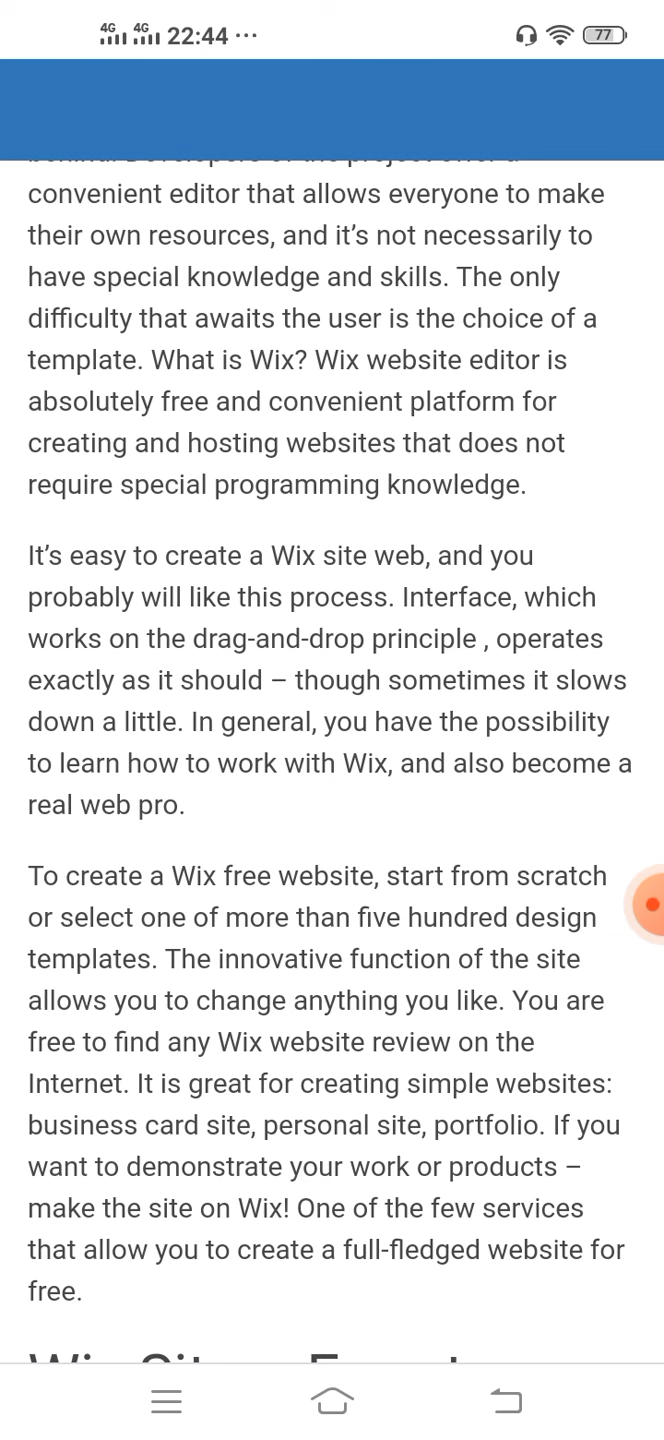 4G 4G 22:44 ... 77
convenient editor that allows everyone to make
their own resources, and it’s not necessarily to
have special knowledge and skills. The only
difficulty that awaits the user is the choice of a
template. What is Wix? Wix website editor is
absolutely free and convenient platform for
creating and hosting websites that does not
require special programming knowledge.
It’s easy to create a Wix site web, and you
probably will like this process. Interface, which
works on the drag-and-drop principle , operates
exactly as it should – though sometimes it slows
down a little. In general, you have the possibility
to learn how to work with Wix, and also become a
real web pro.
To create a Wix free website, start from scratch
or select one of more than five hundred design
templates. The innovative function of the site
allows you to change anything you like. You are
free to find any Wix website review on the
Internet. It is great for creating simple websites:
business card site, personal site, portfolio. If you
want to demonstrate your work or products –
make the site on Wix! One of the few services
that allow you to create a full-fledged website for
free.